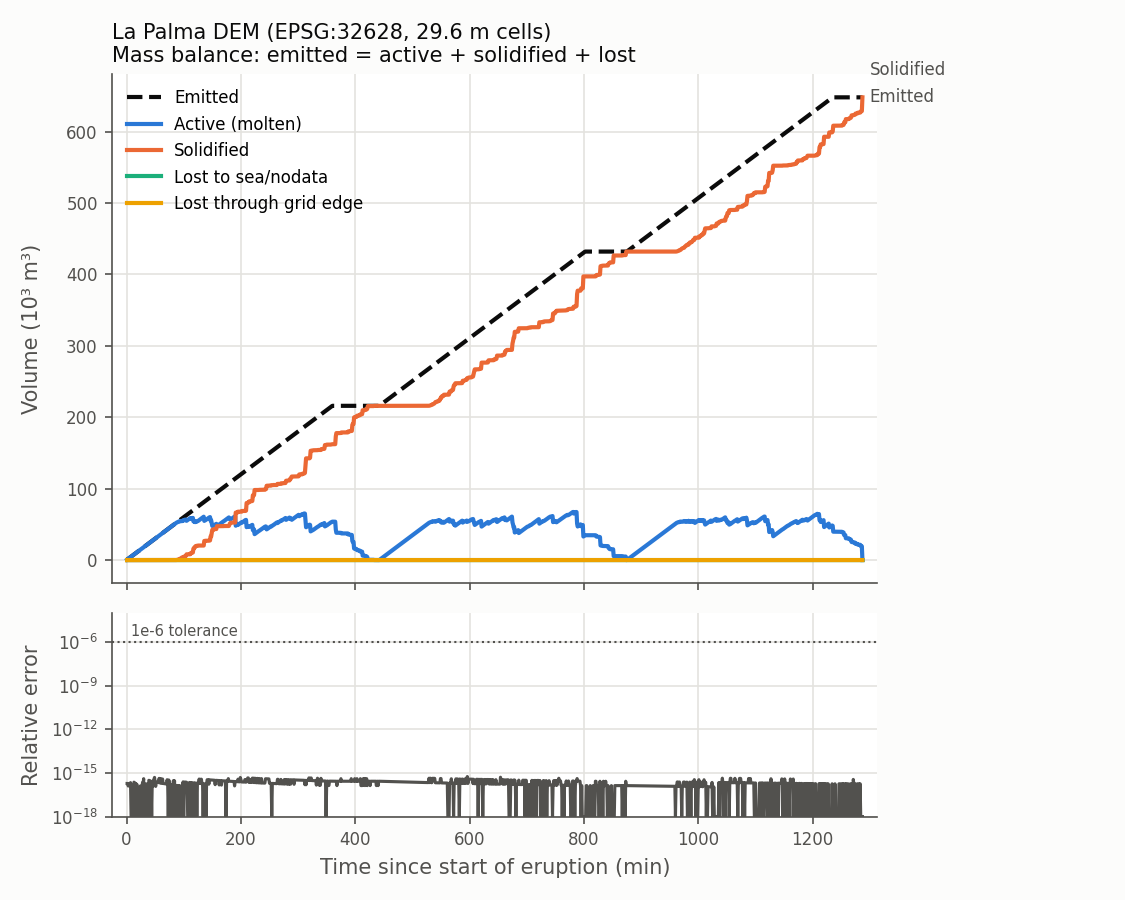 La Palma DEM (EPSG:32628, 29.6 m cells)
Mass balance: emitted = active + solidified + lost
Solidified
Emitted
Emitted
Active (molten)
Solidified
Lost to sea/nodata
Lost through grid edge
Volume (10³ m³)
600
500
400
300
200
100
0
1e-6 tolerance
Relative error
10⁻⁶
10⁻⁹
10⁻¹²
10⁻¹⁵
10⁻¹⁸
0 200 400 600 800 1000 1200
Time since start of eruption (min)